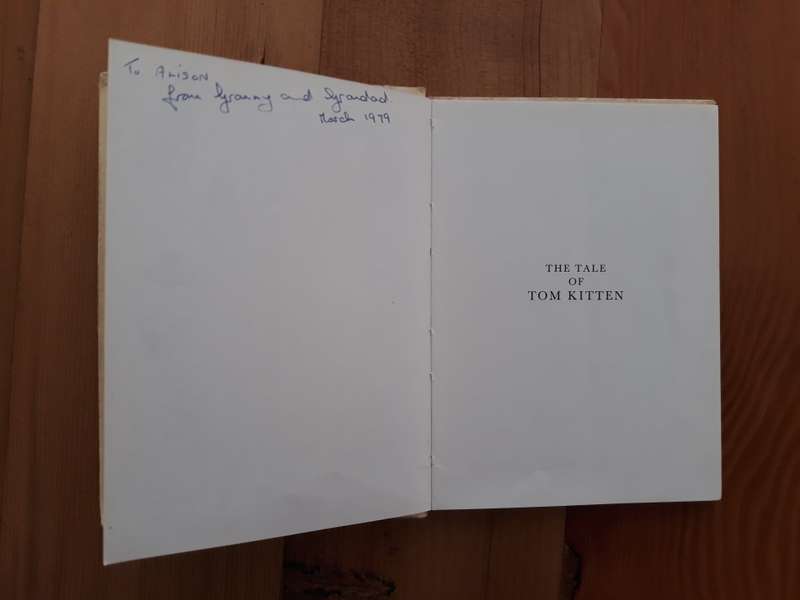 To ALISON
from Granny and Grandad.
March 1979
THE TALE
OF
TOM KITTEN